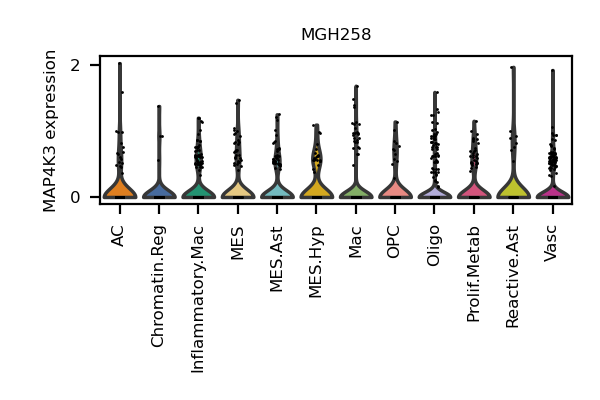 MGH258
MAP4K3 expression
2
0
AC
Chromatin.Reg
Inflammatory.Mac
MES
MES.Ast
MES.Hyp
Mac
OPC
Oligo
Prolif.Metab
Reactive.Ast
Vasc